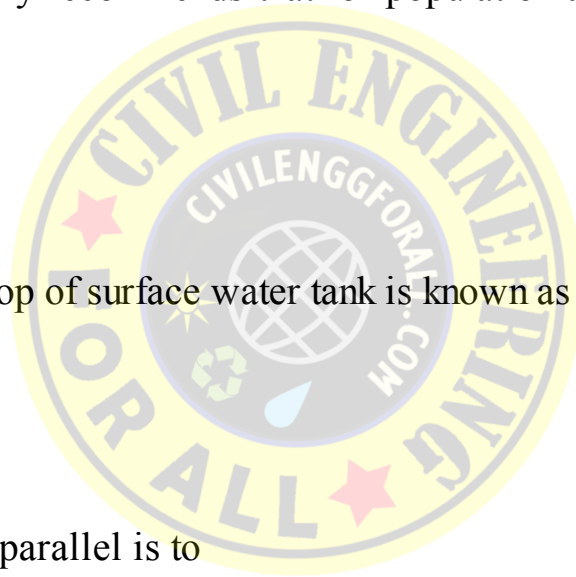 op of surface water tank is known as
parallel is to
CIVIL ENGINEERING
FOR ALL
CIVILENGGFORALL.COM